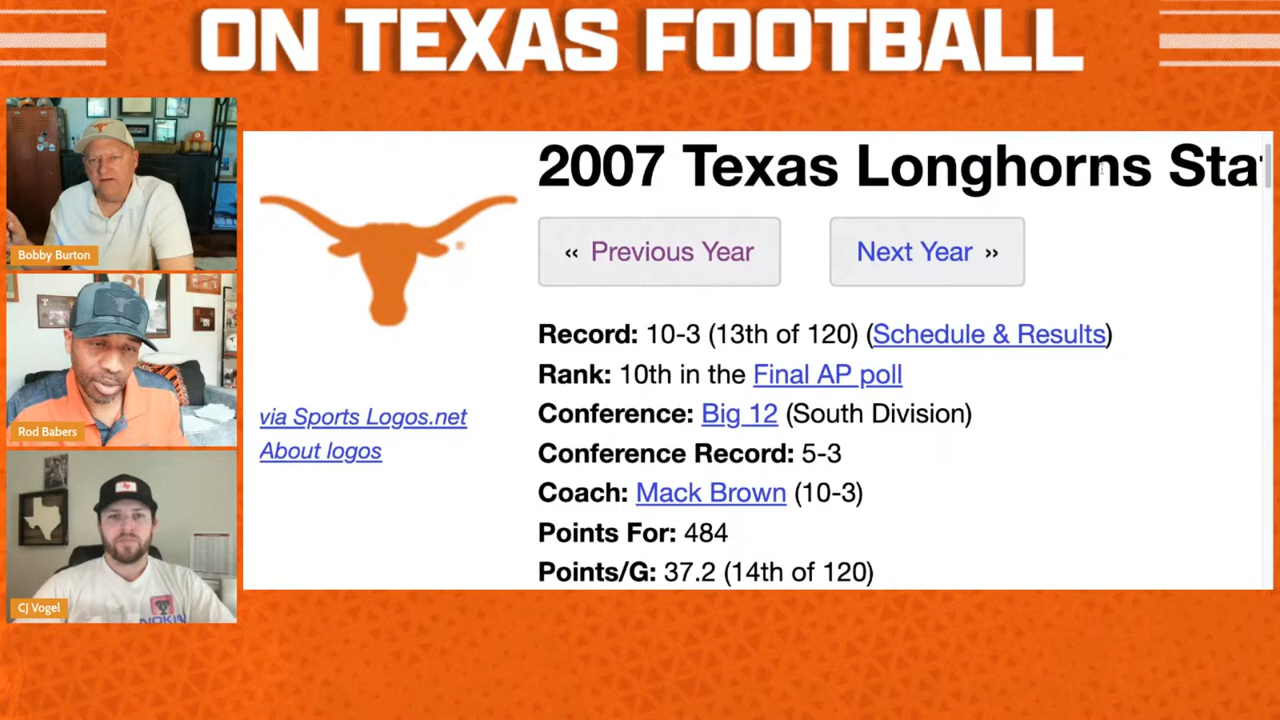 ON TEXAS FOOTBALL
Bobby Burton
Rod Babers
CJ Vogel
NOKIA
2007 Texas Longhorns Sta
‹‹ Previous Year
Next Year ››
Record: 10-3 (13th of 120) (Schedule & Results)
Rank: 10th in the Final AP poll
Conference: Big 12 (South Division)
Conference Record: 5-3
Coach: Mack Brown (10-3)
Points For: 484
Points/G: 37.2 (14th of 120)
via Sports Logos.net
About logos